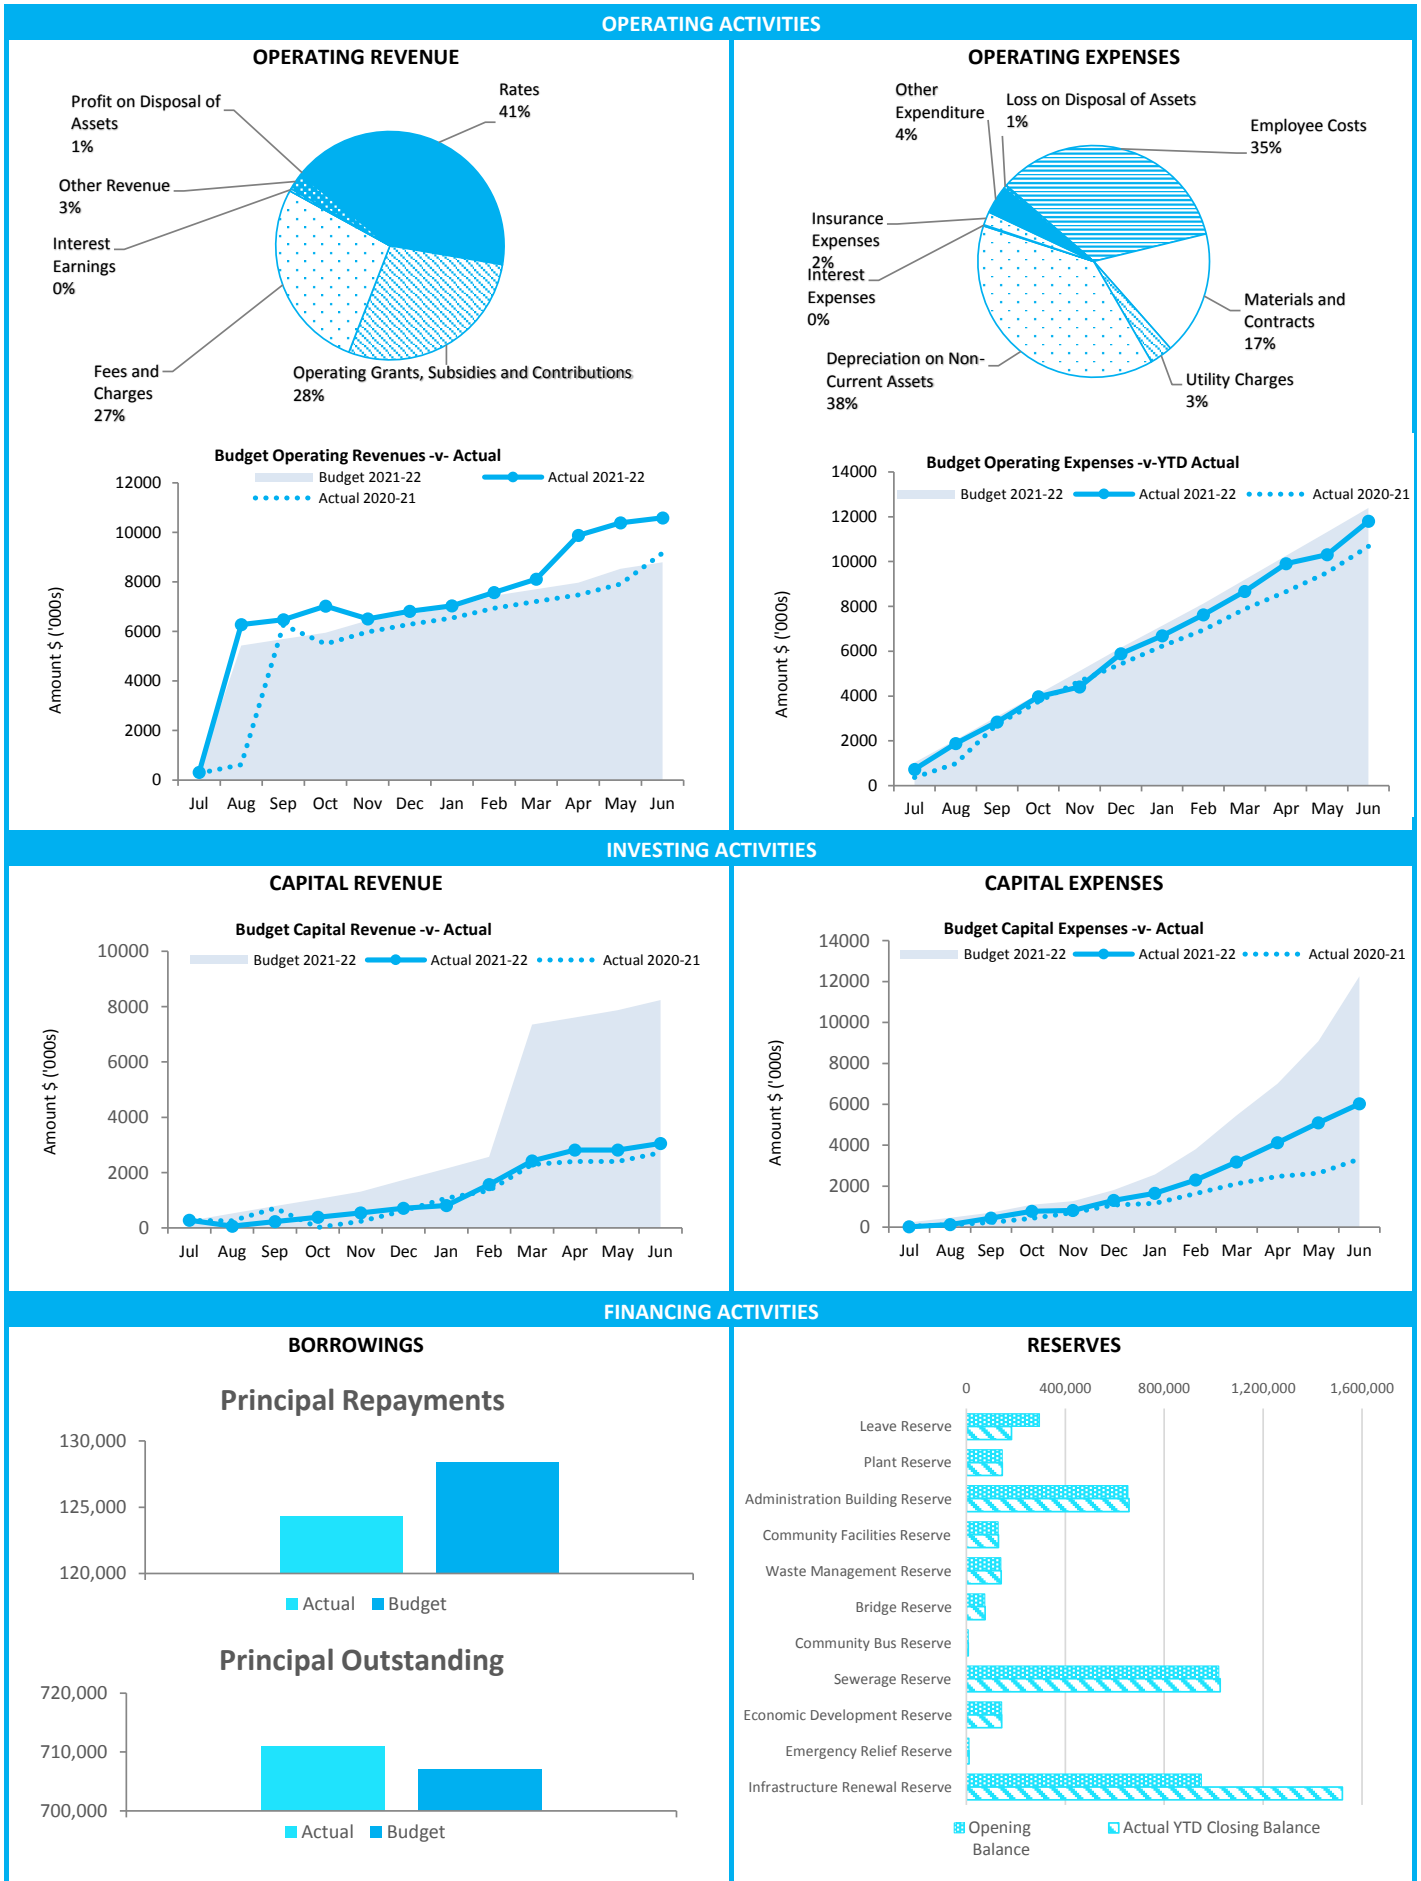 OPERATING ACTIVITIES
OPERATING REVENUE
Profit on Disposal of
Assets
1%
Rates
41%
Other Revenue
3%
Interest
Earnings
0%
Fees and
Charges
27%
Operating Grants, Subsidies and Contributions
28%
OPERATING EXPENSES
Other
Expenditure
4%
Loss on Disposal of Assets
1%
Employee Costs
35%
Insurance
Expenses
2%
Interest
Expenses
0%
Materials and
Contracts
17%
Depreciation on Non-
Current Assets
38%
Utility Charges
3%
Budget Operating Revenues -v- Actual
Budget 2021-22
Actual 2021-22
Actual 2020-21
Amount $ ('000s)
12000
10000
8000
6000
4000
2000
0
Jul Aug Sep Oct Nov Dec Jan Feb Mar Apr May Jun
Budget Operating Expenses -v-YTD Actual
Budget 2021-22 Actual 2021-22 Actual 2020-21
Amount $ ('000s)
14000
12000
10000
8000
6000
4000
2000
0
Jul Aug Sep Oct Nov Dec Jan Feb Mar Apr May Jun
INVESTING ACTIVITIES
CAPITAL REVENUE
Budget Capital Revenue -v- Actual
Budget 2021-22 Actual 2021-22 Actual 2020-21
Amount $ ('000s)
10000
8000
6000
4000
2000
0
Jul Aug Sep Oct Nov Dec Jan Feb Mar Apr May Jun
CAPITAL EXPENSES
Budget Capital Expenses -v- Actual
Budget 2021-22 Actual 2021-22 Actual 2020-21
Amount $ ('000s)
14000
12000
10000
8000
6000
4000
2000
0
Jul Aug Sep Oct Nov Dec Jan Feb Mar Apr May Jun
FINANCING ACTIVITIES
BORROWINGS
Principal Repayments
130,000
125,000
120,000
Actual Budget
Principal Outstanding
720,000
710,000
700,000
Actual Budget
RESERVES
0 400,000 800,000 1,200,000 1,600,000
Leave Reserve
Plant Reserve
Administration Building Reserve
Community Facilities Reserve
Waste Management Reserve
Bridge Reserve
Community Bus Reserve
Sewerage Reserve
Economic Development Reserve
Emergency Relief Reserve
Infrastructure Renewal Reserve
Opening
Balance
Actual YTD Closing Balance